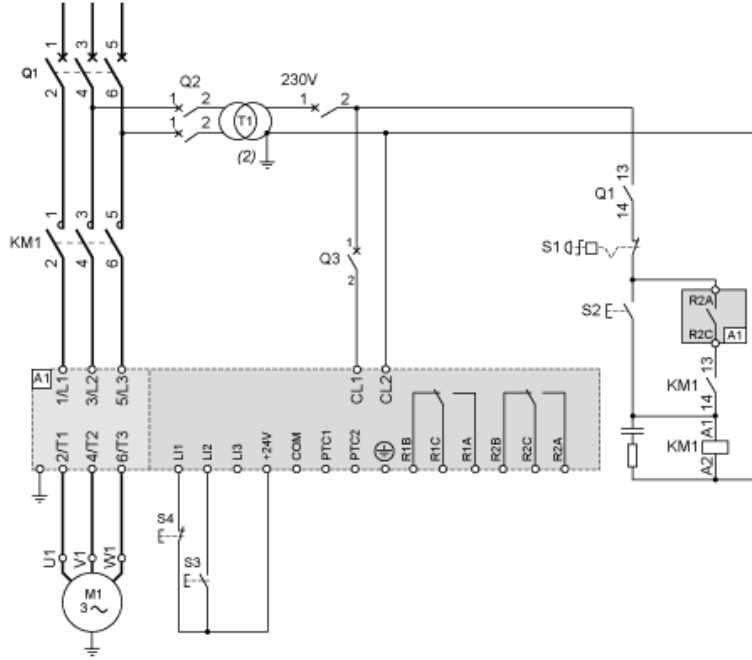 1 3 5
Q1
2 4 6
Q2
1 2
1 2
T1
(2)
230V
1 2
13
Q1
14
S1
1 3 5
KM1
2 4 6
Q3
1
2
S2
R2A
R2C
A1
13
KM1
14
A1
KM1
A2
A1
1/L1 3/L2 5/L3
CL1 CL2
2/T1 4/T2 6/T3
LI1 LI2 LI3 +24V COM PTC1 PTC2 R1B R1C R1A R2B R2C R2A
S4
S3
U1 V1 W1
M1
3